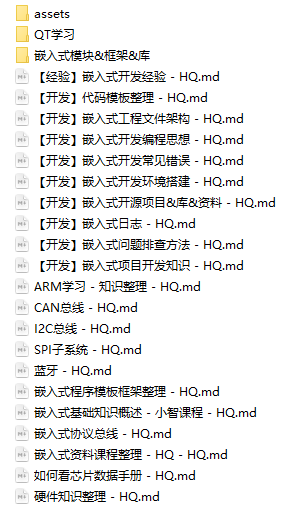 assets
QT学习
嵌入式模块&框架&库
【经验】嵌入式开发经验 - HQ.md
【开发】代码模板整理 - HQ.md
【开发】嵌入式工程文件架构 - HQ.md
【开发】嵌入式开发编程思想 - HQ.md
【开发】嵌入式开发常见错误 - HQ.md
【开发】嵌入式开发环境搭建 - HQ.md
【开发】嵌入式开源项目&库&资料 - HQ.md
【开发】嵌入式日志 - HQ.md
【开发】嵌入式问题排查方法 - HQ.md
【开发】嵌入式项目开发知识 - HQ.md
ARM学习 - 知识整理 - HQ.md
CAN总线 - HQ.md
I2C总线 - HQ.md
SPI子系统 - HQ.md
蓝牙 - HQ.md
嵌入式程序模板框架整理 - HQ.md
嵌入式基础知识概述 - 小智课程 - HQ.md
嵌入式协议总线 - HQ.md
嵌入式资料课程整理 - HQ - HQ.md
如何看芯片数据手册 - HQ.md
硬件知识整理 - HQ.md